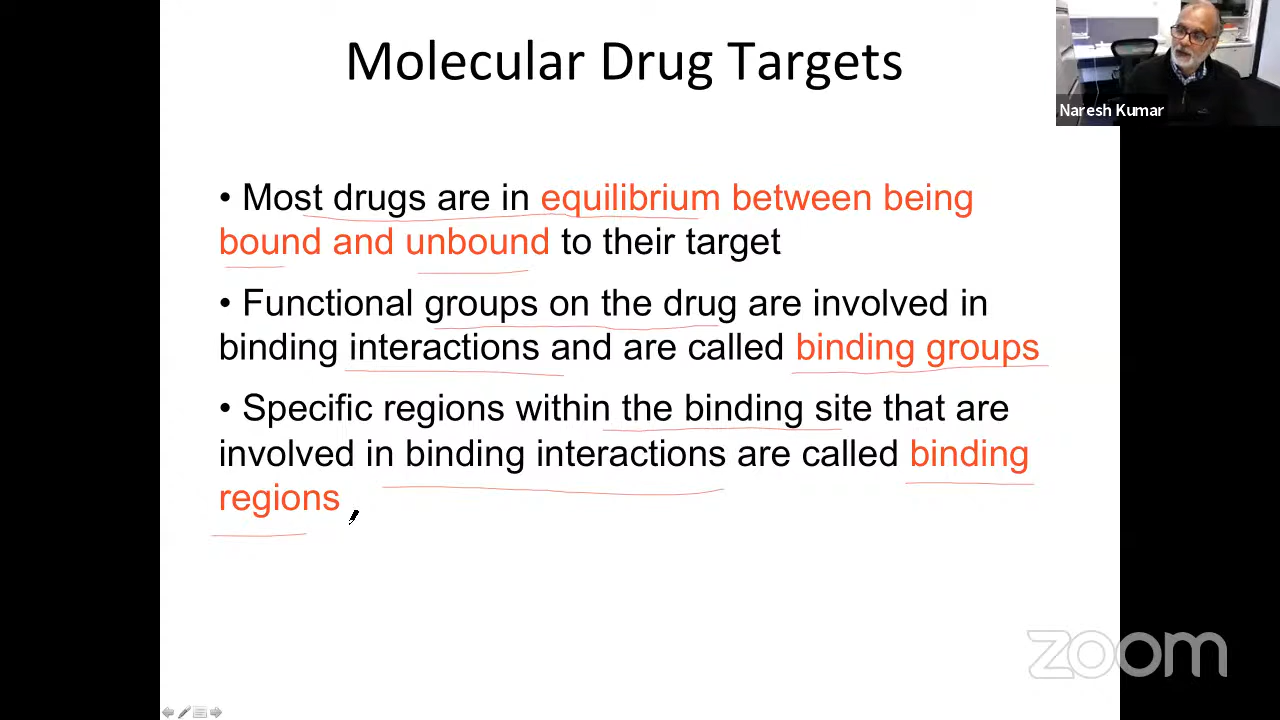 Molecular Drug Targets
Naresh Kumar
• Most drugs are in equilibrium between being
bound and unbound to their target
• Functional groups on the drug are involved in
binding interactions and are called binding groups
• Specific regions within the binding site that are
involved in binding interactions are called binding
regions
zoom